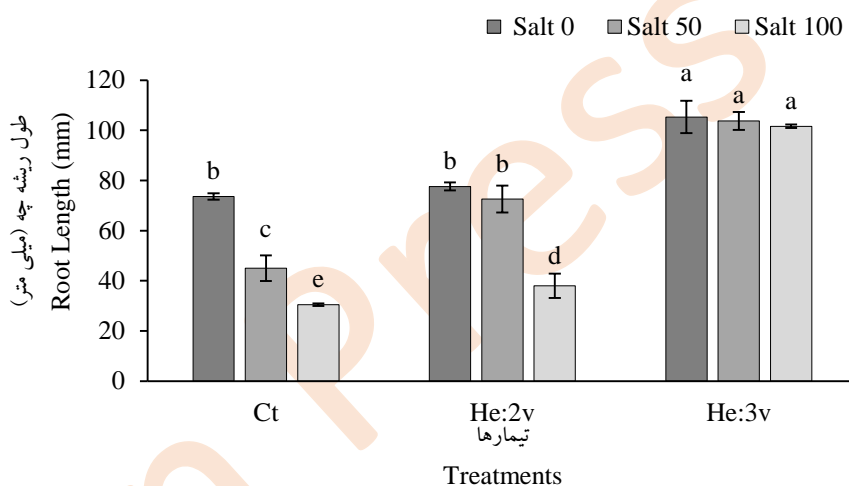 Salt 0 Salt 50 Salt 100
120
100
80
60
40
20
0
طول ریشه چه (میلی متر)
Root Length (mm)
b
c
e
b
b
d
a
a
a
Ct He:2v He:3v
تیمارها
Treatments
Press